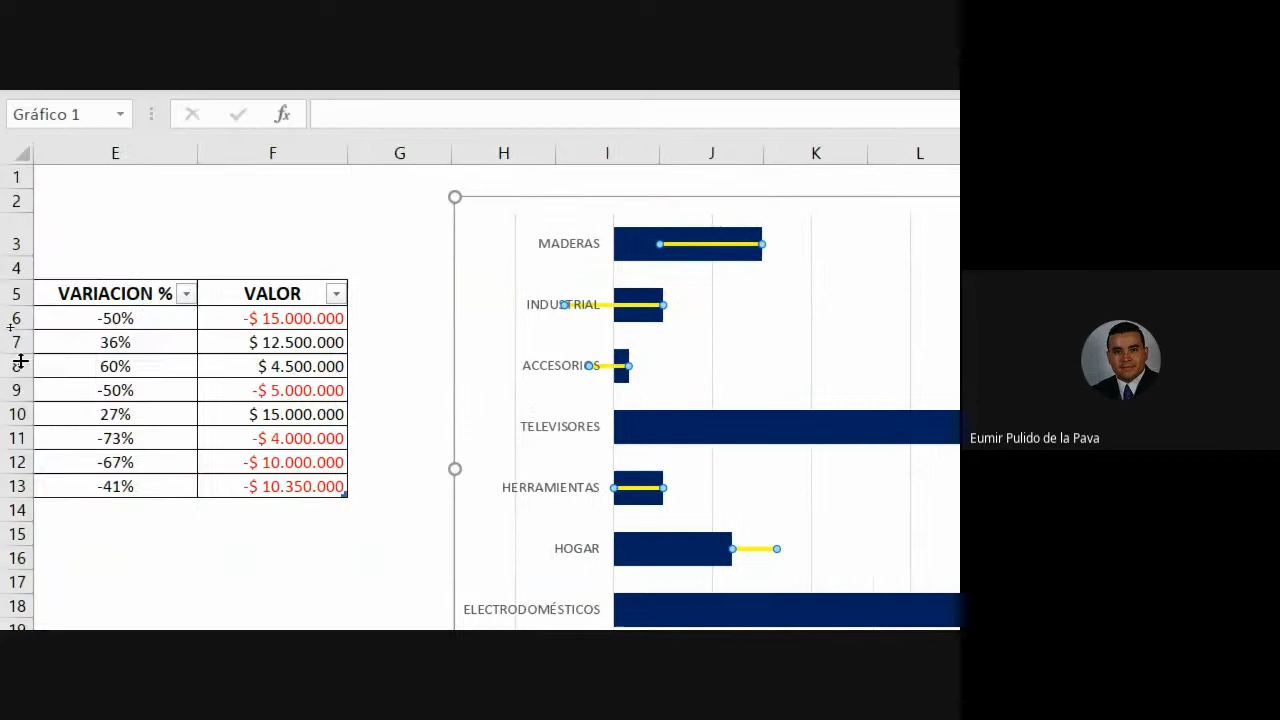 Gráfico 1
fx
E F G H I J K L
1
2
3 MADERAS
4
5 VARIACION % VALOR INDUSTRIAL
6 -50% -$ 15.000.000
7 36% $ 12.500.000
8 60% $ 4.500.000 ACCESORIOS
9 -50% -$ 5.000.000
10 27% $ 15.000.000 TELEVISORES
11 -73% -$ 4.000.000
Eumir Pulido de la Pava
12 -67% -$ 10.000.000
13 -41% -$ 10.350.000 HERRAMIENTAS
14
15
16 HOGAR
17
18 ELECTRODOMÉSTICOS
19